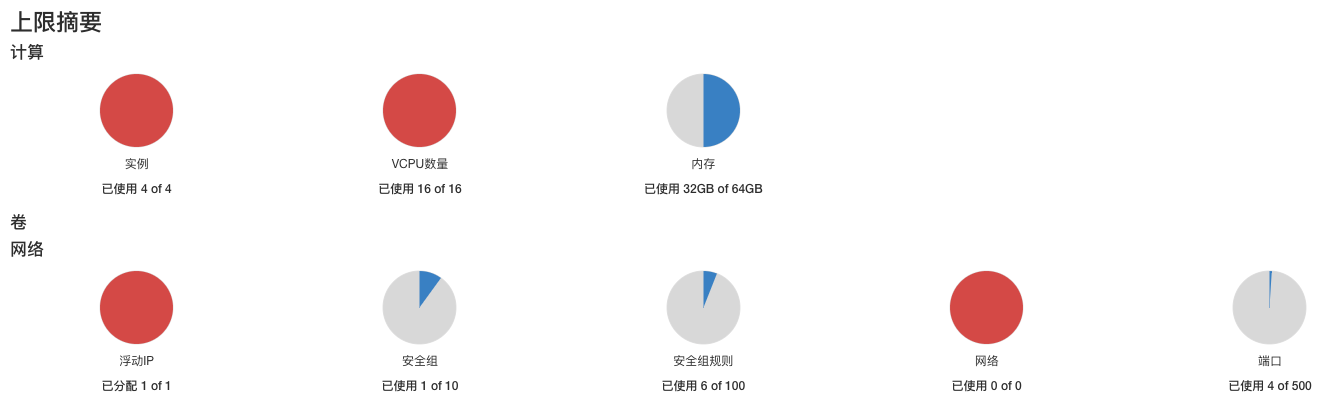 上限摘要
计算
实例
VCPU数量
内存
已使用 4 of 4
已使用 16 of 16
已使用 32GB of 64GB
卷
网络
浮动IP
安全组
安全组规则
网络
端口
已分配 1 of 1
已使用 1 of 10
已使用 6 of 100
已使用 0 of 0
已使用 4 of 500